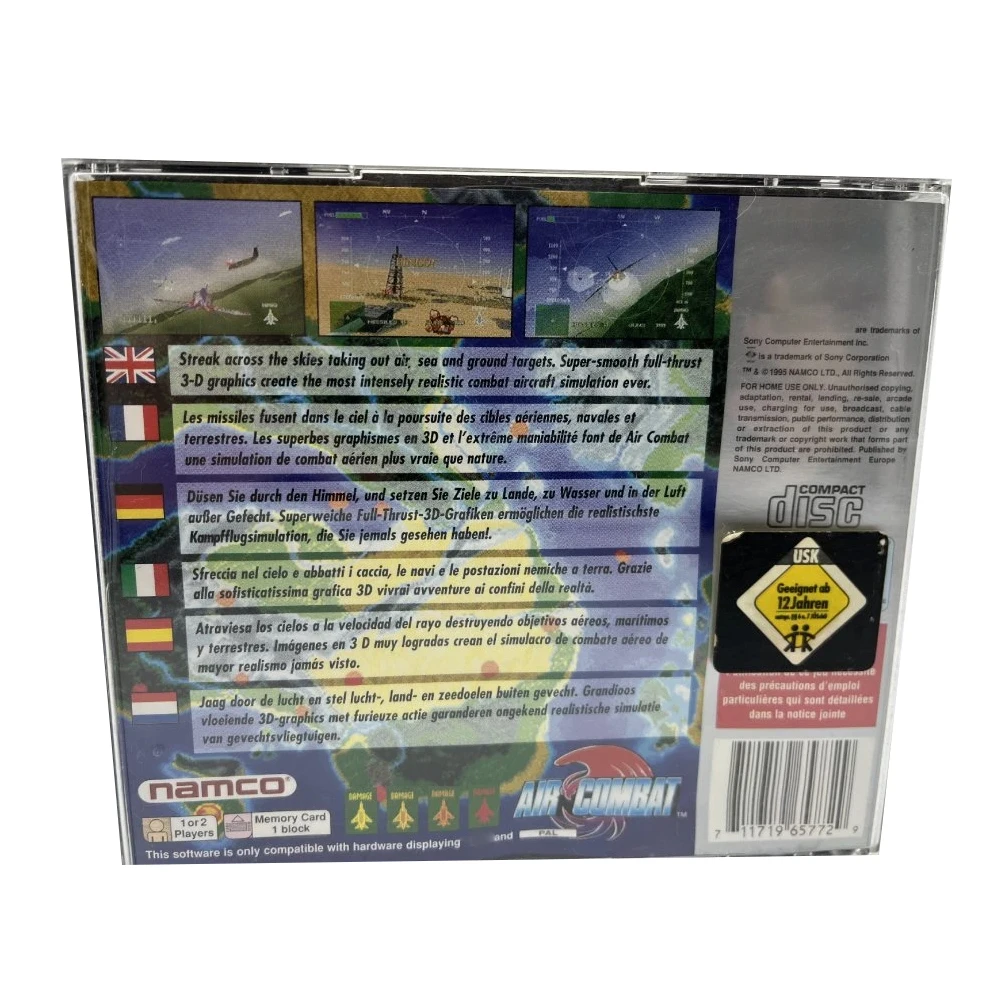 Streak across the skies taking out air, sea and ground targets. Super-smooth full-thrust
3-D graphics create the most intensely realistic combat aircraft simulation ever.
Les missiles fusent dans le ciel à la poursuite des cibles aériennes, navales et
terrestres. Les superbes graphismes en 3D et l'extrême maniabilité font de Air Combat
une simulation de combat aérien plus vraie que nature.
Düsen Sie durch den Himmel, und setzen Sie Ziele zu Lande, zu Wasser und in der Luft
außer Gefecht. Superweiche Full-Thrust-3D-Grafiken ermöglichen die realistischste
Kampfflugsimulation, die Sie jemals gesehen haben!.
Sfreccia nel cielo e abbatti i caccia, le navi e le postazioni nemiche a terra. Grazie
alla sofisticatissima grafica 3D vivrai avventure ai confini della realtà.
Atraviesa los cielos a la velocidad del rayo destruyendo objetivos aéreos, marítimos
y terrestres. Imágenes en 3 D muy logradas crean el simulacro de combate aéreo de
mayor realismo jamás visto.
Jaag door de lucht en stel lucht-, land- en zeedoelen buiten gevecht. Grandioos
vloeiende 3D-graphics met furieuze actie garanderen ongekend realistische simulatie
van gevechtsvliegtuigen.
namco®
1 or 2
Players
Memory Card
1 block
DAMAGE
DAMAGE
DAMAGE
AIR COMBAT™
This software is only compatible with hardware displaying
and
PAL
are trademarks of
Sony Computer Entertainment Inc.
is a trademark of Sony Corporation
™ & © 1995 NAMCO LTD., All Rights Reserved.
FOR HOME USE ONLY. Unauthorised copying,
adaptation, rental, lending, re-sale, arcade
use, charging for use, broadcast, cable
transmission, public performance, distribution
or extraction of this product or any
trademark or copyright work that forms part
of this product are prohibited. Published by
Sony Computer Entertainment Europe
NAMCO LTD.
COMPACT
disc
USK
Geeignet ab
12 Jahren
des précautions d'emploi
particulières qui sont détaillées
dans la notice jointe
7 11719 65772 9